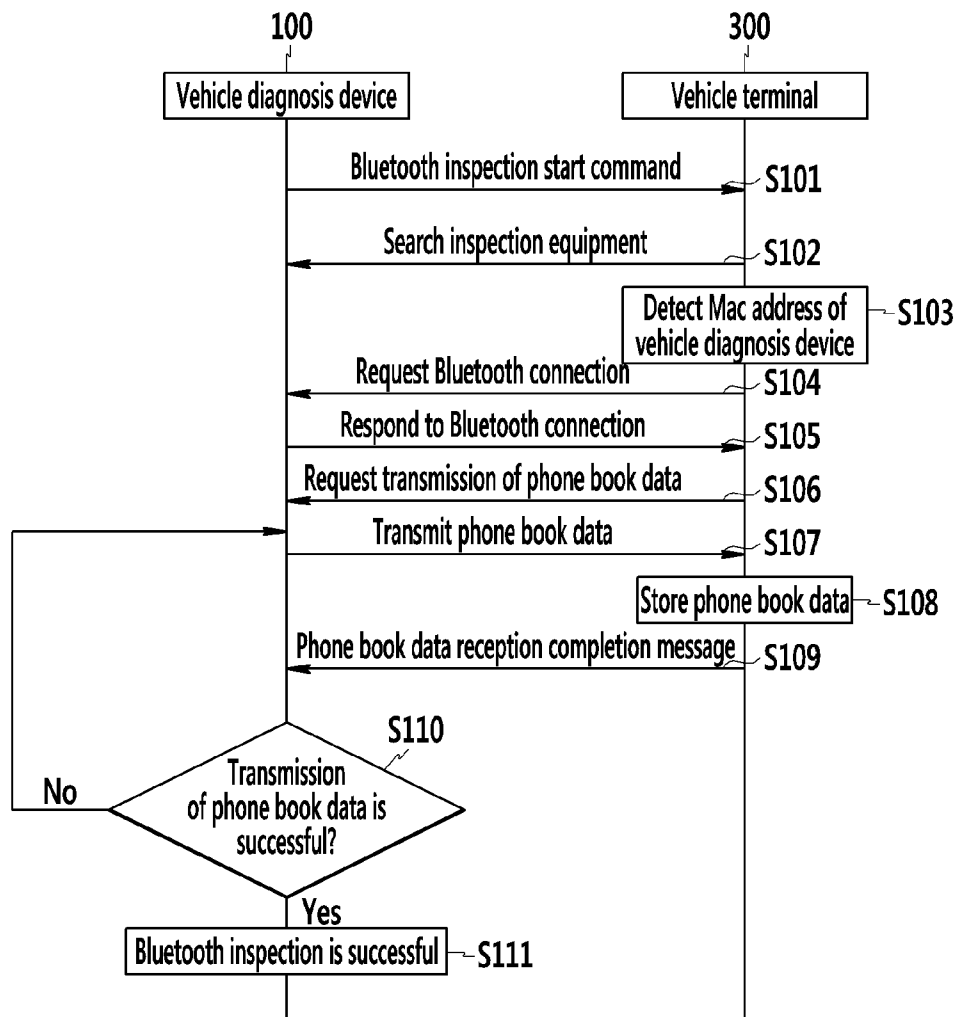 100
300
Vehicle diagnosis device
Vehicle terminal
Bluetooth inspection start command
S101
Search inspection equipment
S102
Detect Mac address of
vehicle diagnosis device
S103
Request Bluetooth connection
S104
Respond to Bluetooth connection
S105
Request transmission of phone book data
S106
Transmit phone book data
S107
Store phone book data
S108
Phone book data reception completion message
S109
S110
Transmission
of phone book data is
successful?
No
Yes
Bluetooth inspection is successful
S111